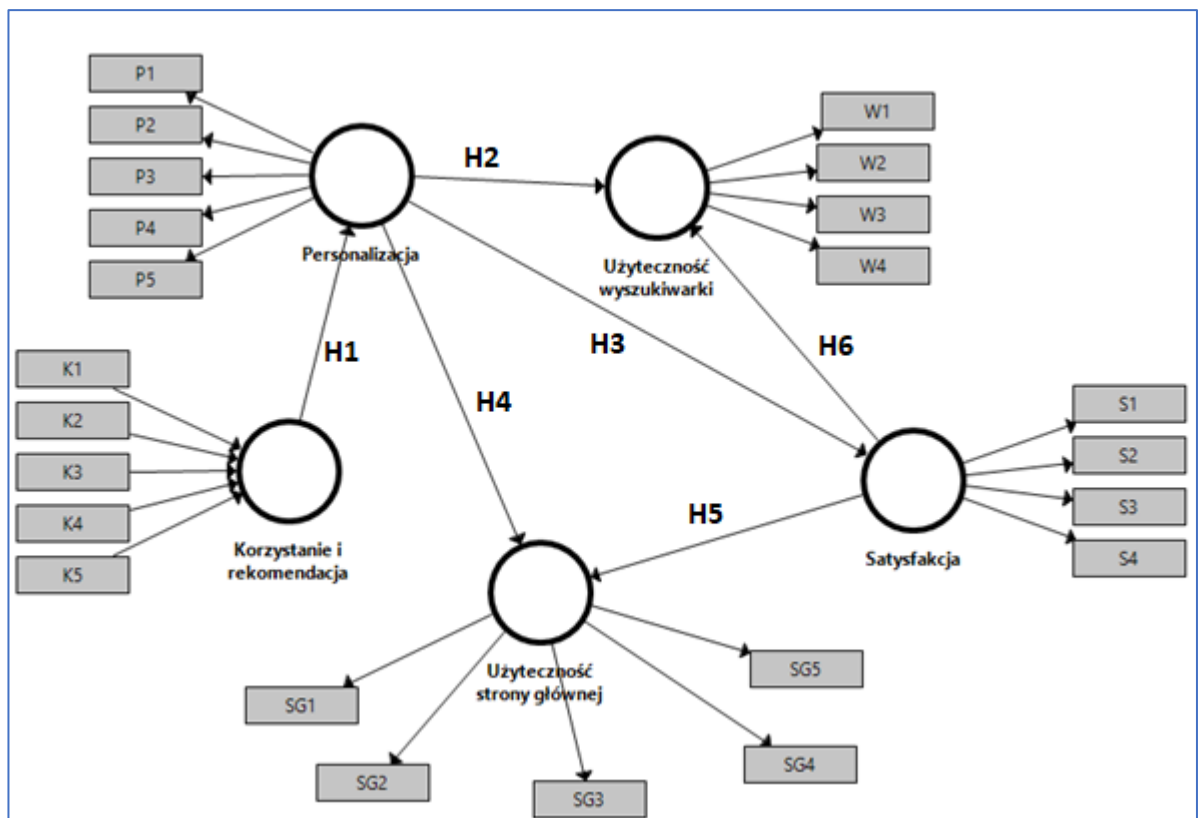 P1
P2
P3
P4
P5
Personalizacja
H2
W1
W2
W3
W4
Użyteczność
wyszukiwarki
H1
H4
H3
H6
K1
K2
K3
K4
K5
Korzystanie i
rekomendacja
H5
S1
S2
S3
S4
Satysfakcja
Użyteczność
strony głównej
SG1
SG2
SG3
SG4
SG5